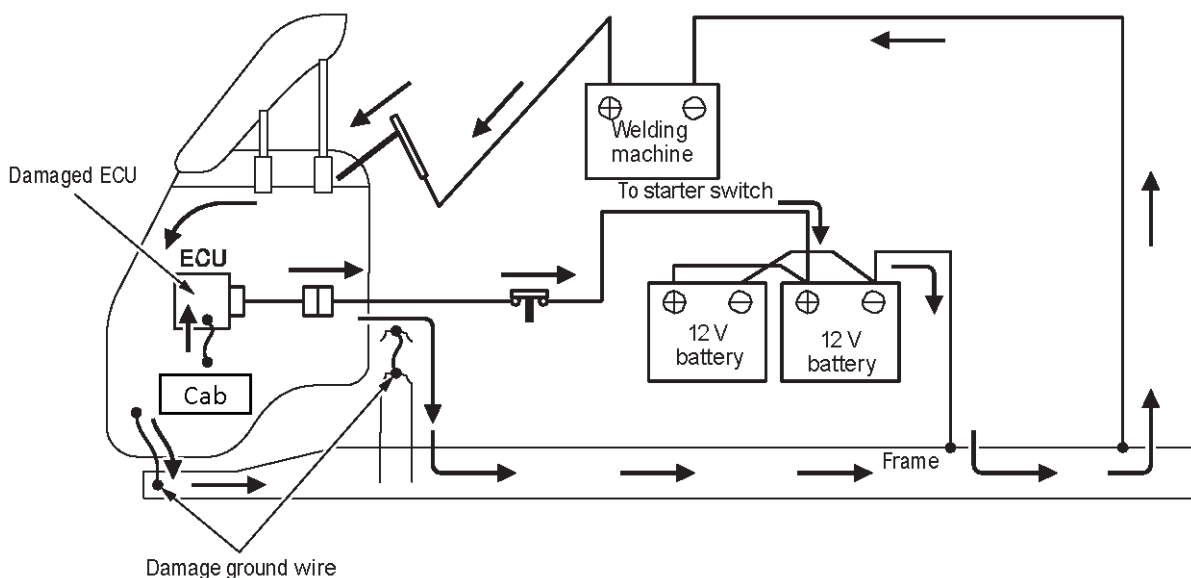 Welding
machine
To starter switch
Damaged ECU
ECU
12 V
battery
12 V
battery
Cab
Frame
Damage ground wire